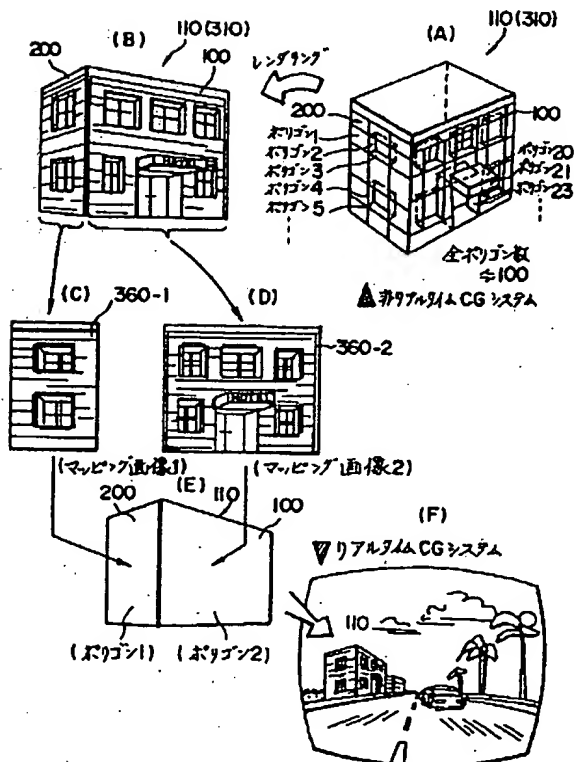 (B)
110(310)
200
100
HOTEL
レンダリング
(A)
110(310)
200
100
ポリゴン1
ポリゴン2
ポリゴン3
ポリゴン4
ポリゴン5
ポリゴン20
ポリゴン21
ポリゴン23
全ポリゴン数
≒100
▲非リアルタイムCGシステム
(C)
360-1
(D)
360-2
HOTEL
(マッピング画像1)
(マッピング画像2)
(E)
200
110
100
(ポリゴン1)
(ポリゴン2)
(F)
▼リアルタイムCGシステム
110